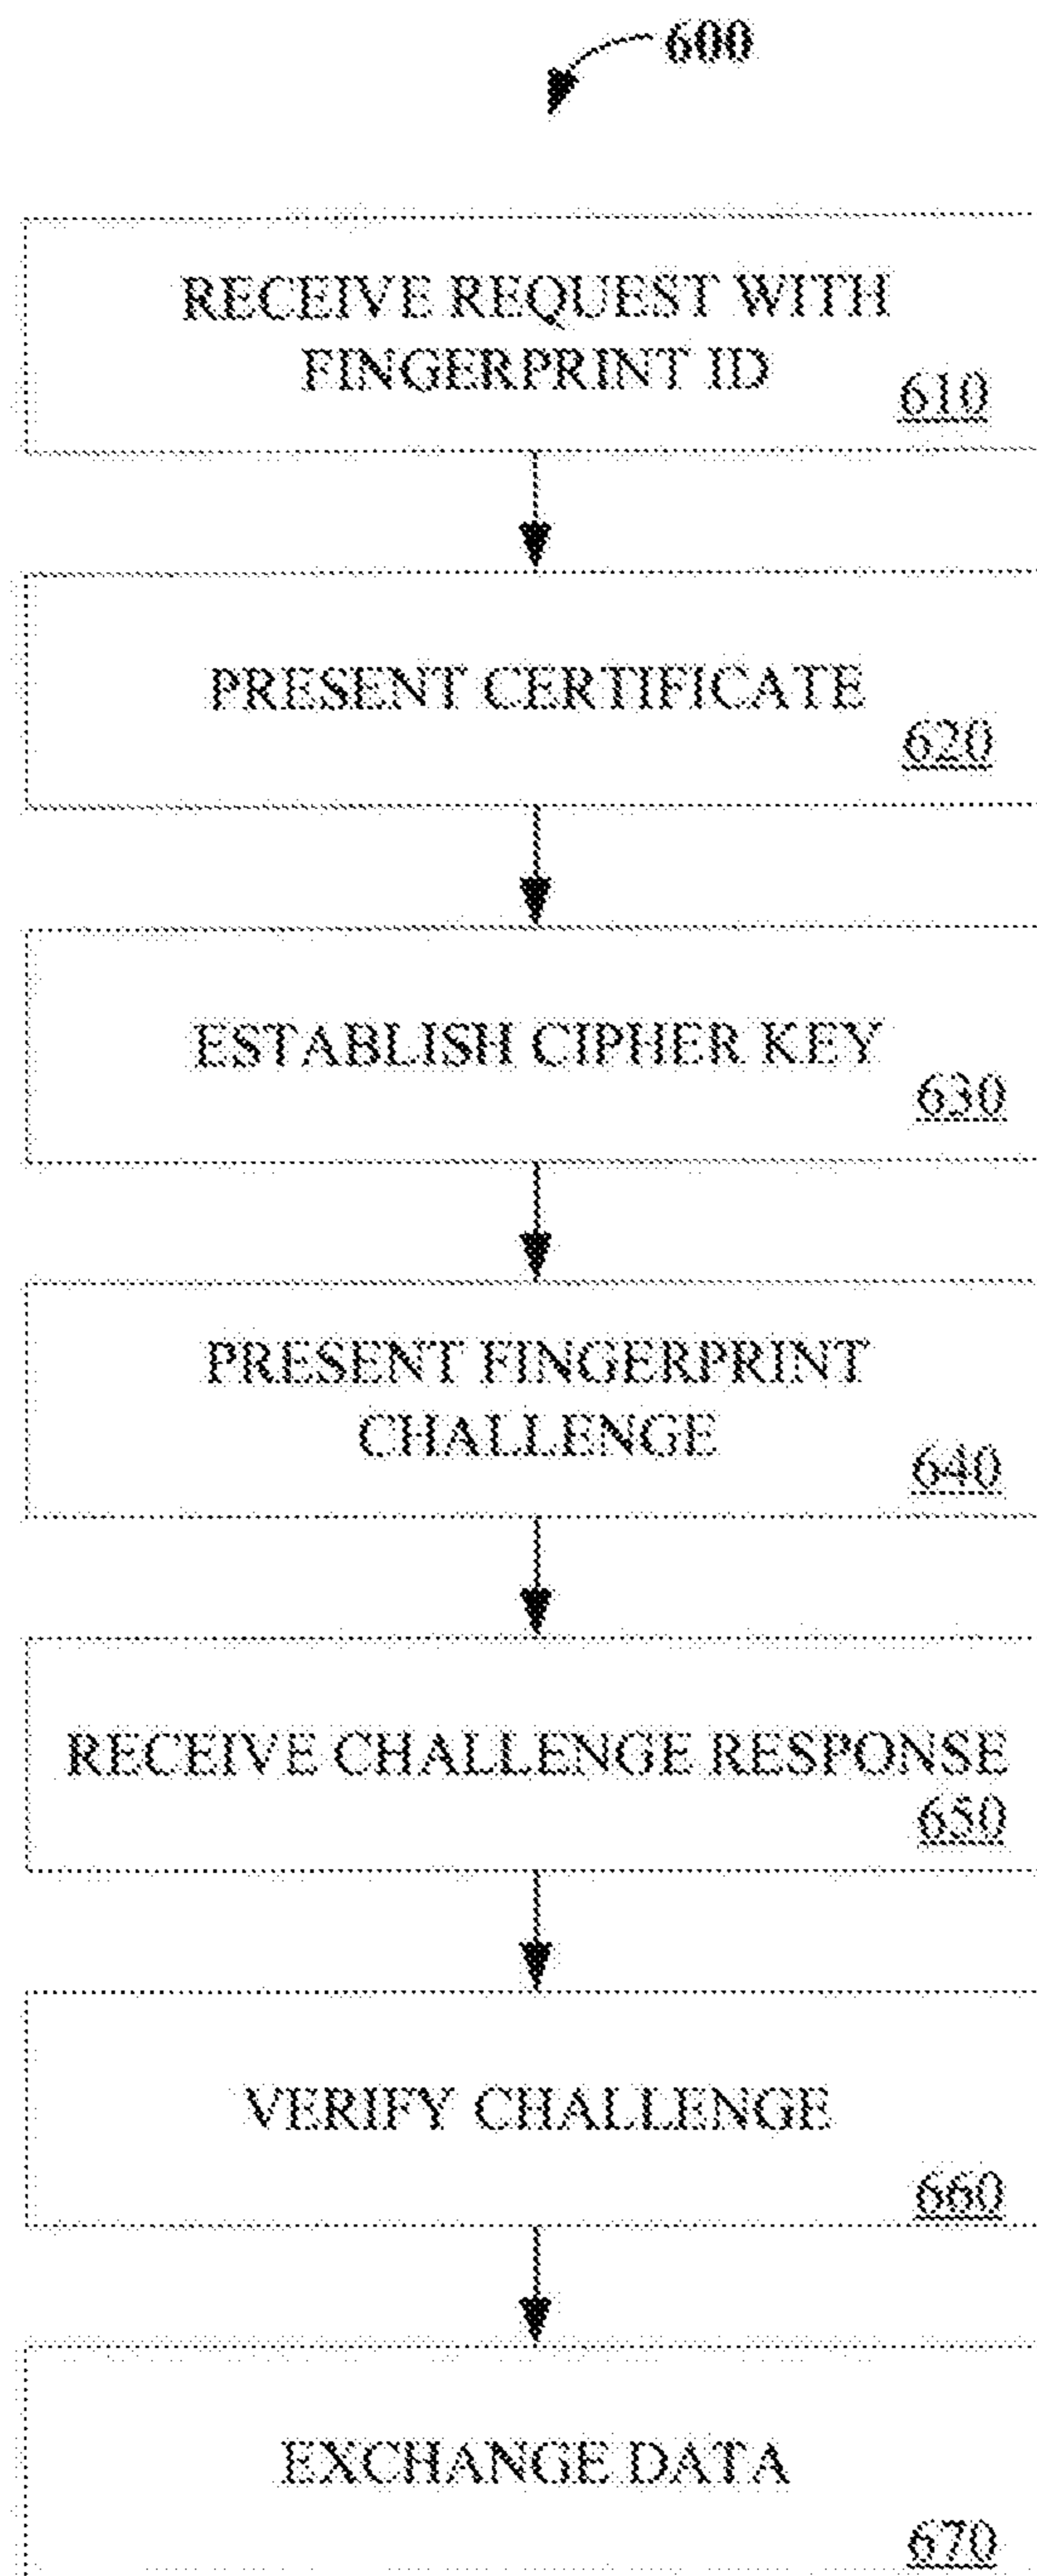 600
RECEIVE REQUEST WITH
FINGERPRINT ID
610
PRESENT CERTIFICATE
620
ESTABLISH CIPHER KEY
630
PRESENT FINGERPRINT
CHALLENGE
640
RECEIVE CHALLENGE RESPONSE
650
VERIFY CHALLENGE
660
EXCHANGE DATA
670